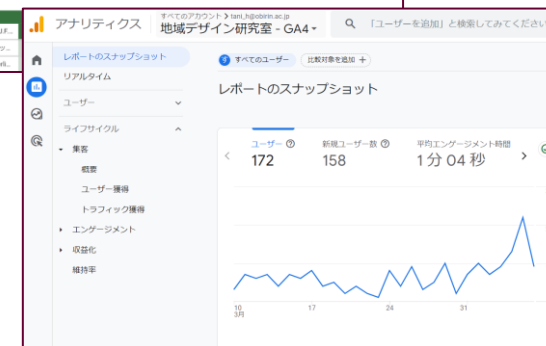 アナリティクス
すべてのアカウント > tani_h@obirin.ac.jp
地域デザイン研究室 - GA4
「ユーザーを追加」と検索してみてください
レポートのスナップショット
リアルタイム
ユーザー
ライフサイクル
集客
概要
ユーザー獲得
トラフィック獲得
エンゲージメント
収益化
維持率
すべてのユーザー
比較対象を追加 +
レポートのスナップショット
ユーザー
172
新規ユーザー数
158
平均エンゲージメント時間
1 分 04 秒
10
3月
17
24
31